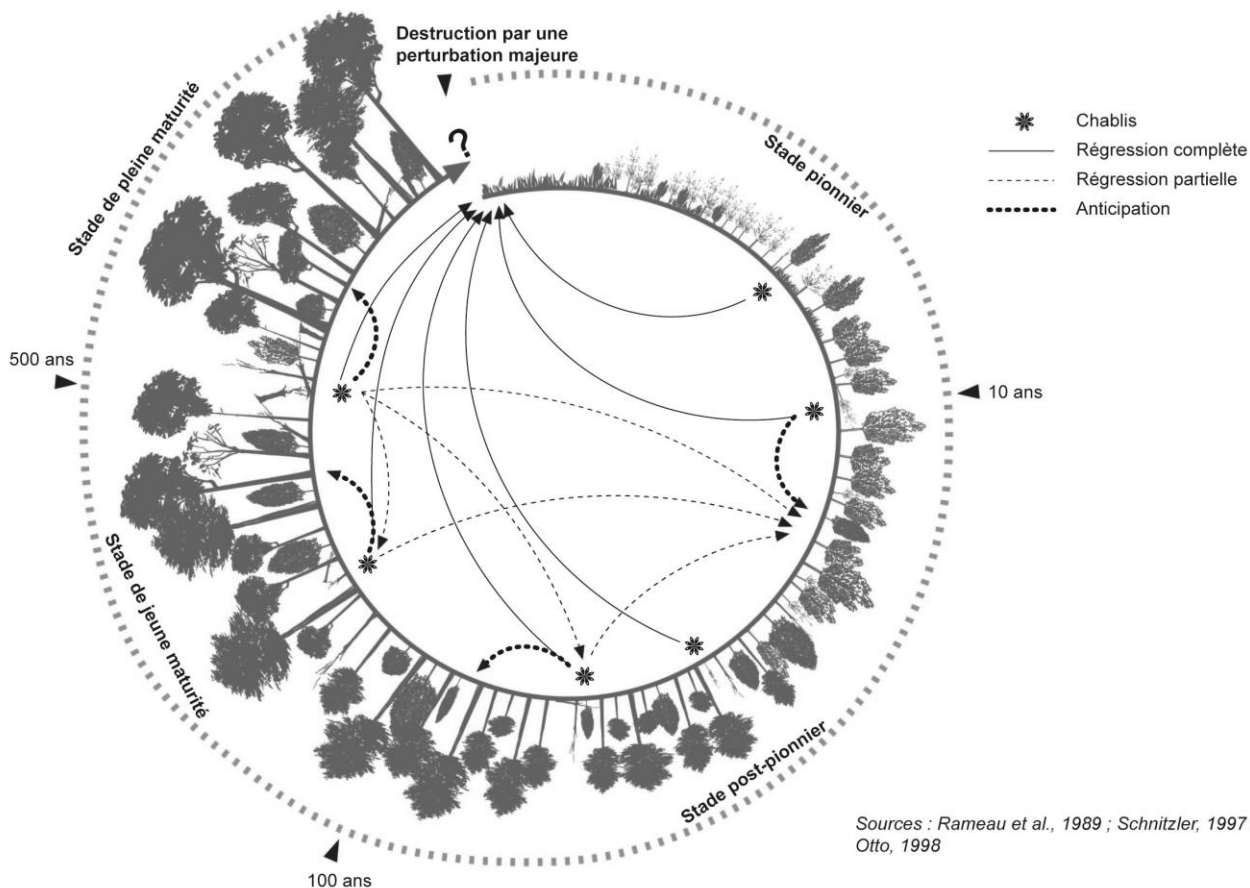 Destruction par une
perturbation majeure
?
Stade pionnier
Chablis
Régression complète
Régression partielle
Anticipation
10 ans
Stade post-pionnier
100 ans
Stade de jeune maturité
500 ans
Stade de pleine maturité
Sources : Rameau et al., 1989 ; Schnitzler, 1997
Otto, 1998